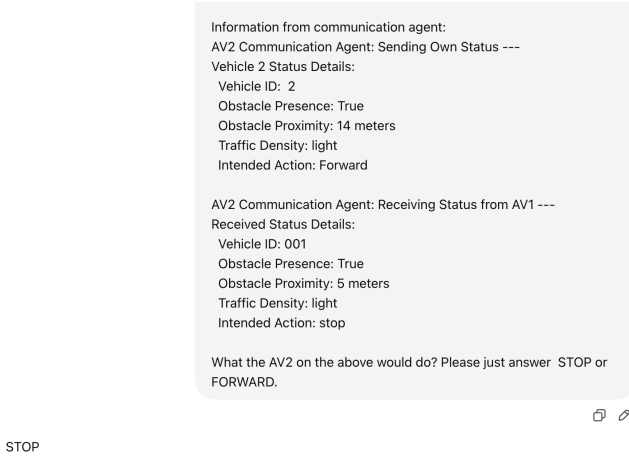 Information from communication agent:
AV2 Communication Agent: Sending Own Status ---
Vehicle 2 Status Details:
Vehicle ID:  2
Obstacle Presence: True
Obstacle Proximity: 14 meters
Traffic Density: light
Intended Action: Forward

AV2 Communication Agent: Receiving Status from AV1 ---
Received Status Details:
Vehicle ID: 001
Obstacle Presence: True
Obstacle Proximity: 5 meters
Traffic Density: light
Intended Action: stop

What the AV2 on the above would do? Please just answer  STOP or
FORWARD.

STOP